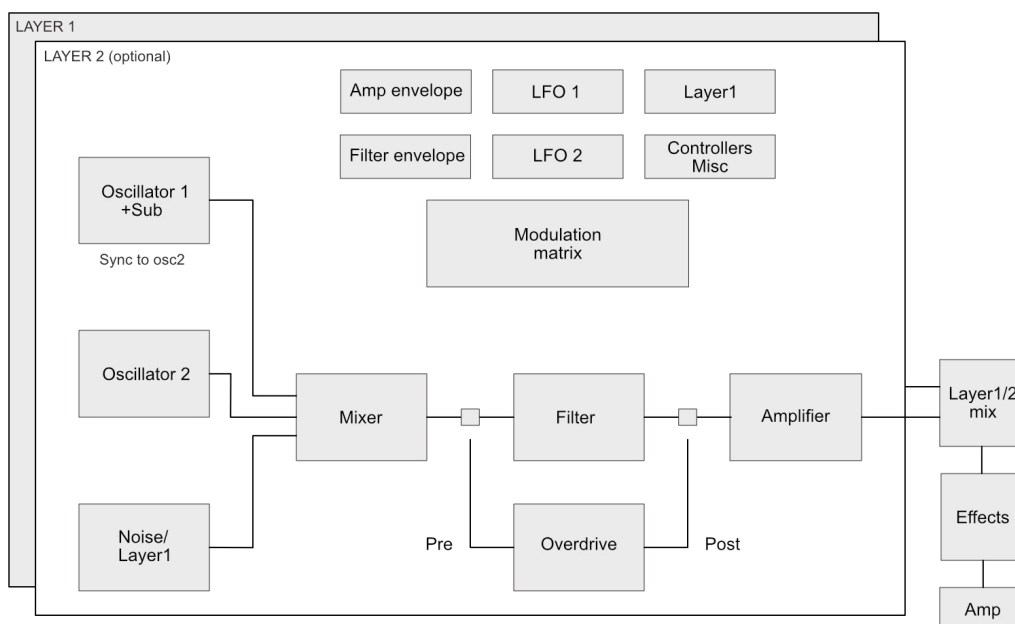 LAYER 1
LAYER 2 (optional)
Amp envelope
LFO 1
Layer1
Filter envelope
LFO 2
Controllers
Misc
Oscillator 1
+Sub
Sync to osc2
Modulation
matrix
Oscillator 2
Mixer
Filter
Amplifier
Layer1/2
mix
Noise/
Layer1
Pre
Overdrive
Post
Effects
Amp